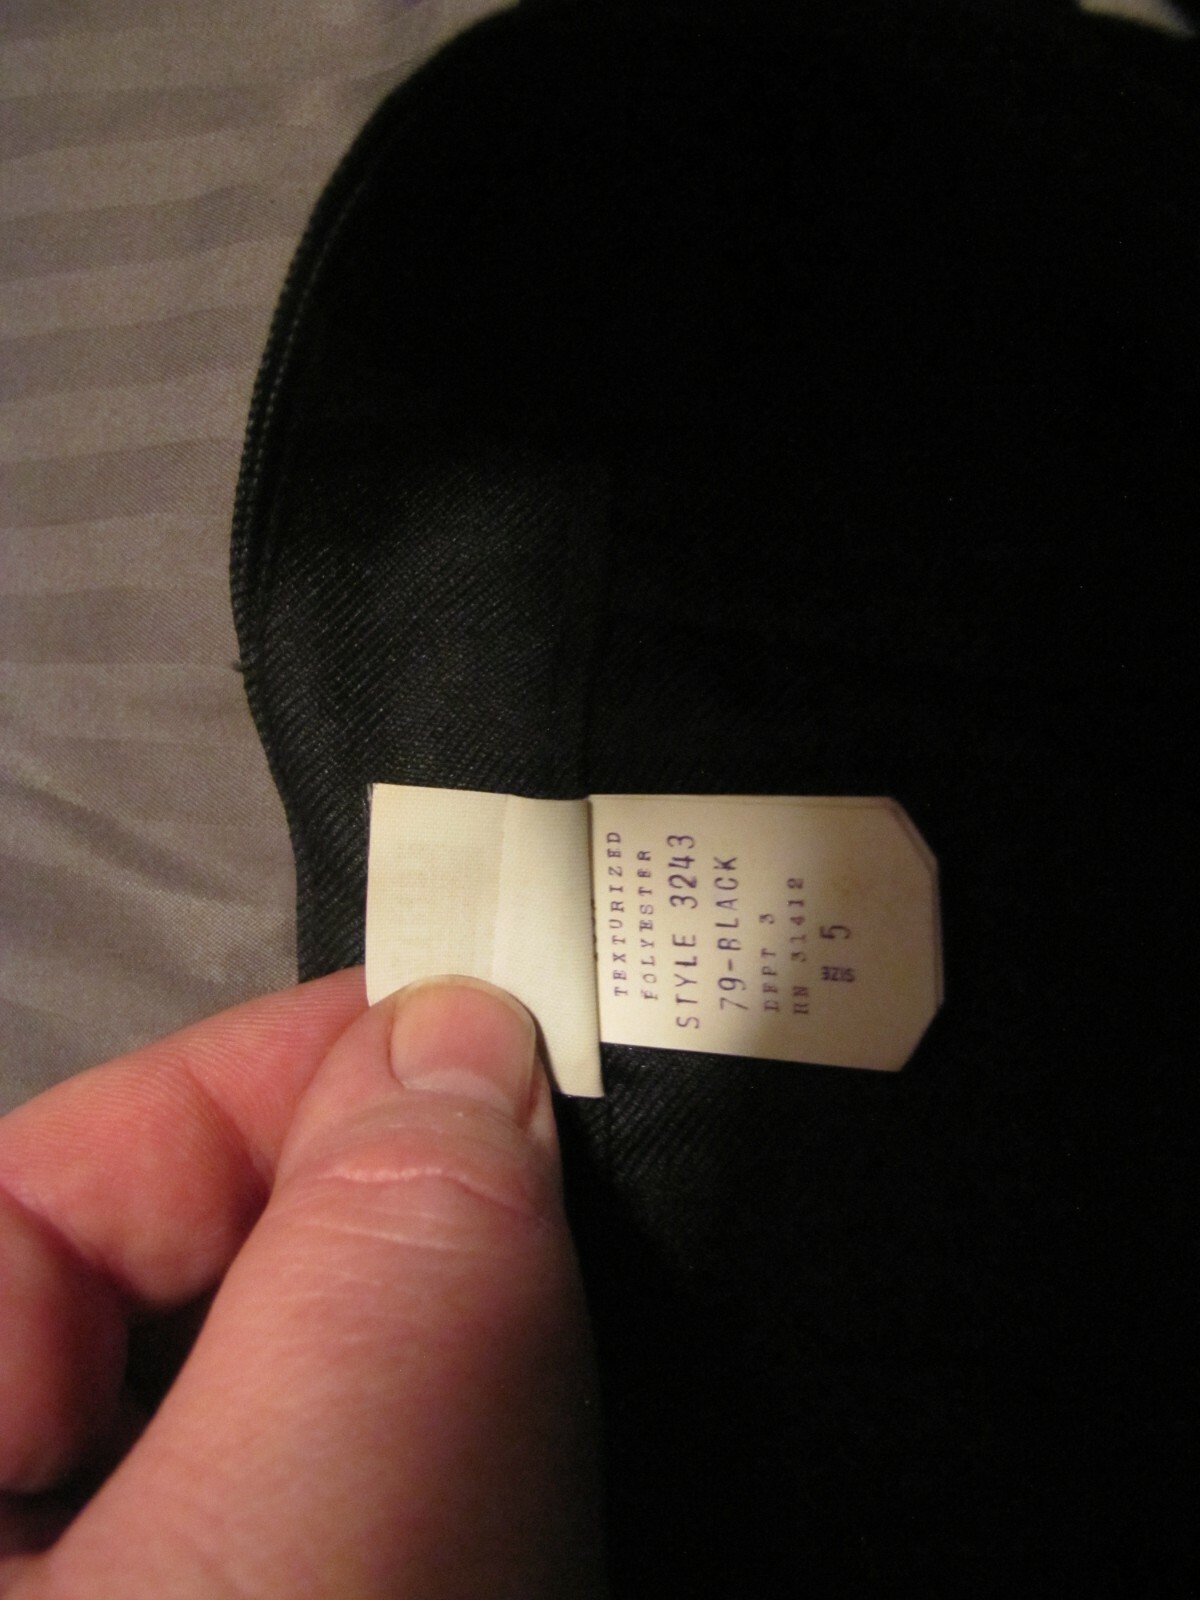 TEXTURIZED
POLYESTER
STYLE 3243
79-BLACK
DEPT 3
RN 31412
SIZE 5